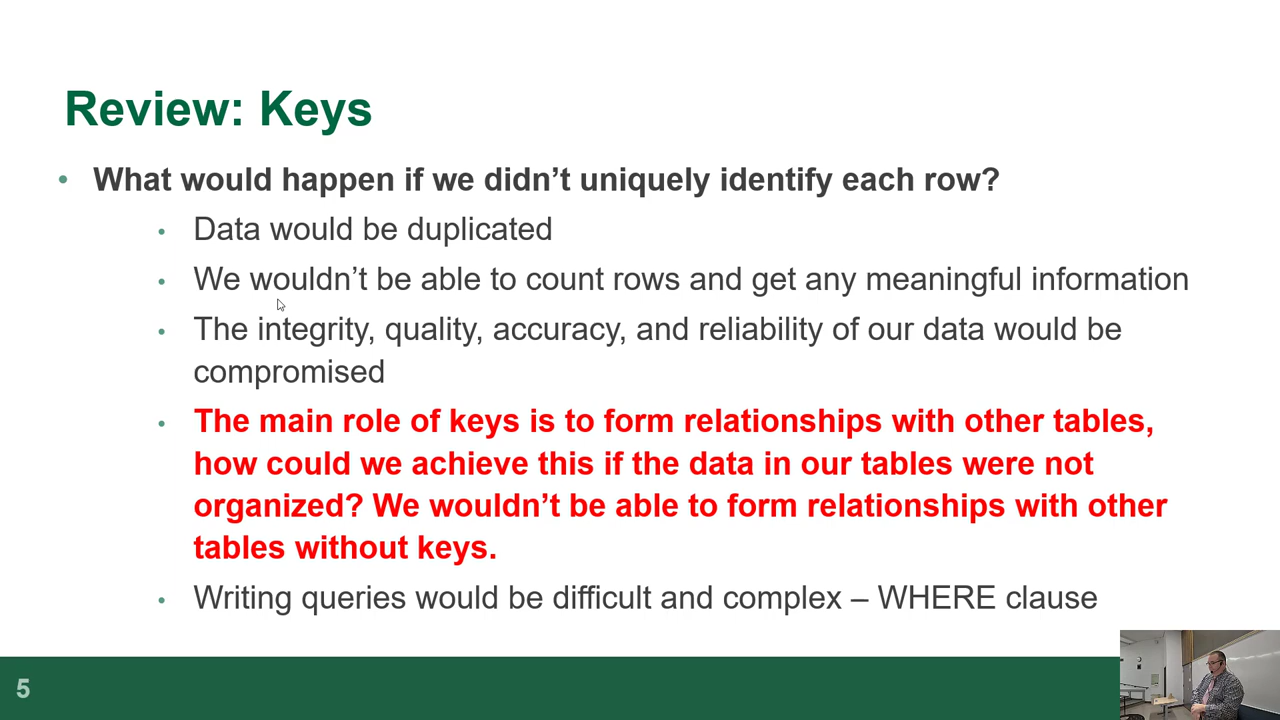 Review: Keys
• What would happen if we didn’t uniquely identify each row?
• Data would be duplicated
• We wouldn’t be able to count rows and get any meaningful information
• The integrity, quality, accuracy, and reliability of our data would be
compromised
• The main role of keys is to form relationships with other tables,
how could we achieve this if the data in our tables were not
organized? We wouldn’t be able to form relationships with other
tables without keys.
• Writing queries would be difficult and complex – WHERE clause
5